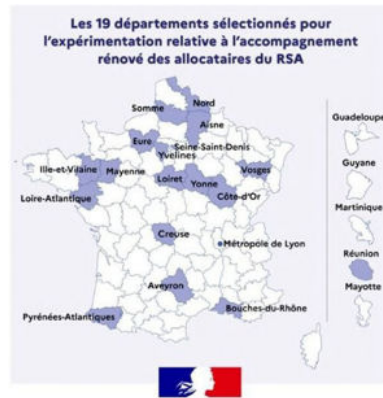 Les 19 départements sélectionnés pour
l'expérimentation relative à l'accompagnement
rénové des allocataires du RSA
Somme
Nord
Aisne
Guadeloupe
Eure
Seine-Saint-Denis
Yvelines
Guyane
Ille-et-Vilaine
Mayenne
Loiret
Yonne
Vosges
Loire-Atlantique
Côte-d'Or
Martinique
Creuse
Métropole de Lyon
Réunion
Mayotte
Aveyron
Pyrénées-Atlantiques
Bouches-du-Rhône